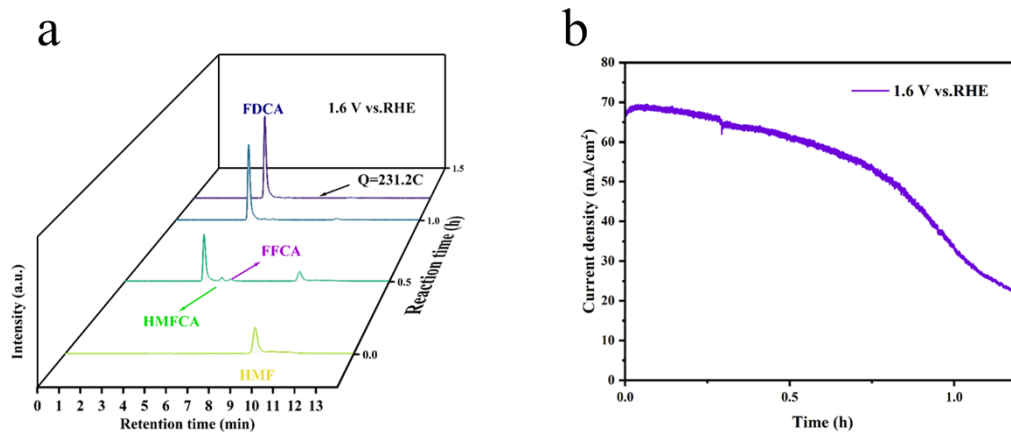 a
FDCA
1.6 V vs.RHE
Q=231.2C
FFCA
HMFCA
HMF
Intensity (a.u.)
0 1 2 3 4 5 6 7 8 9 10 11 12 13
Retention time (min)
0.0
0.5
1.0
1.5
Reaction time (h)
b
1.6 V vs.RHE
80
70
60
50
40
30
20
10
0
Current density (mA/cm²)
0.0 0.5 1.0
Time (h)